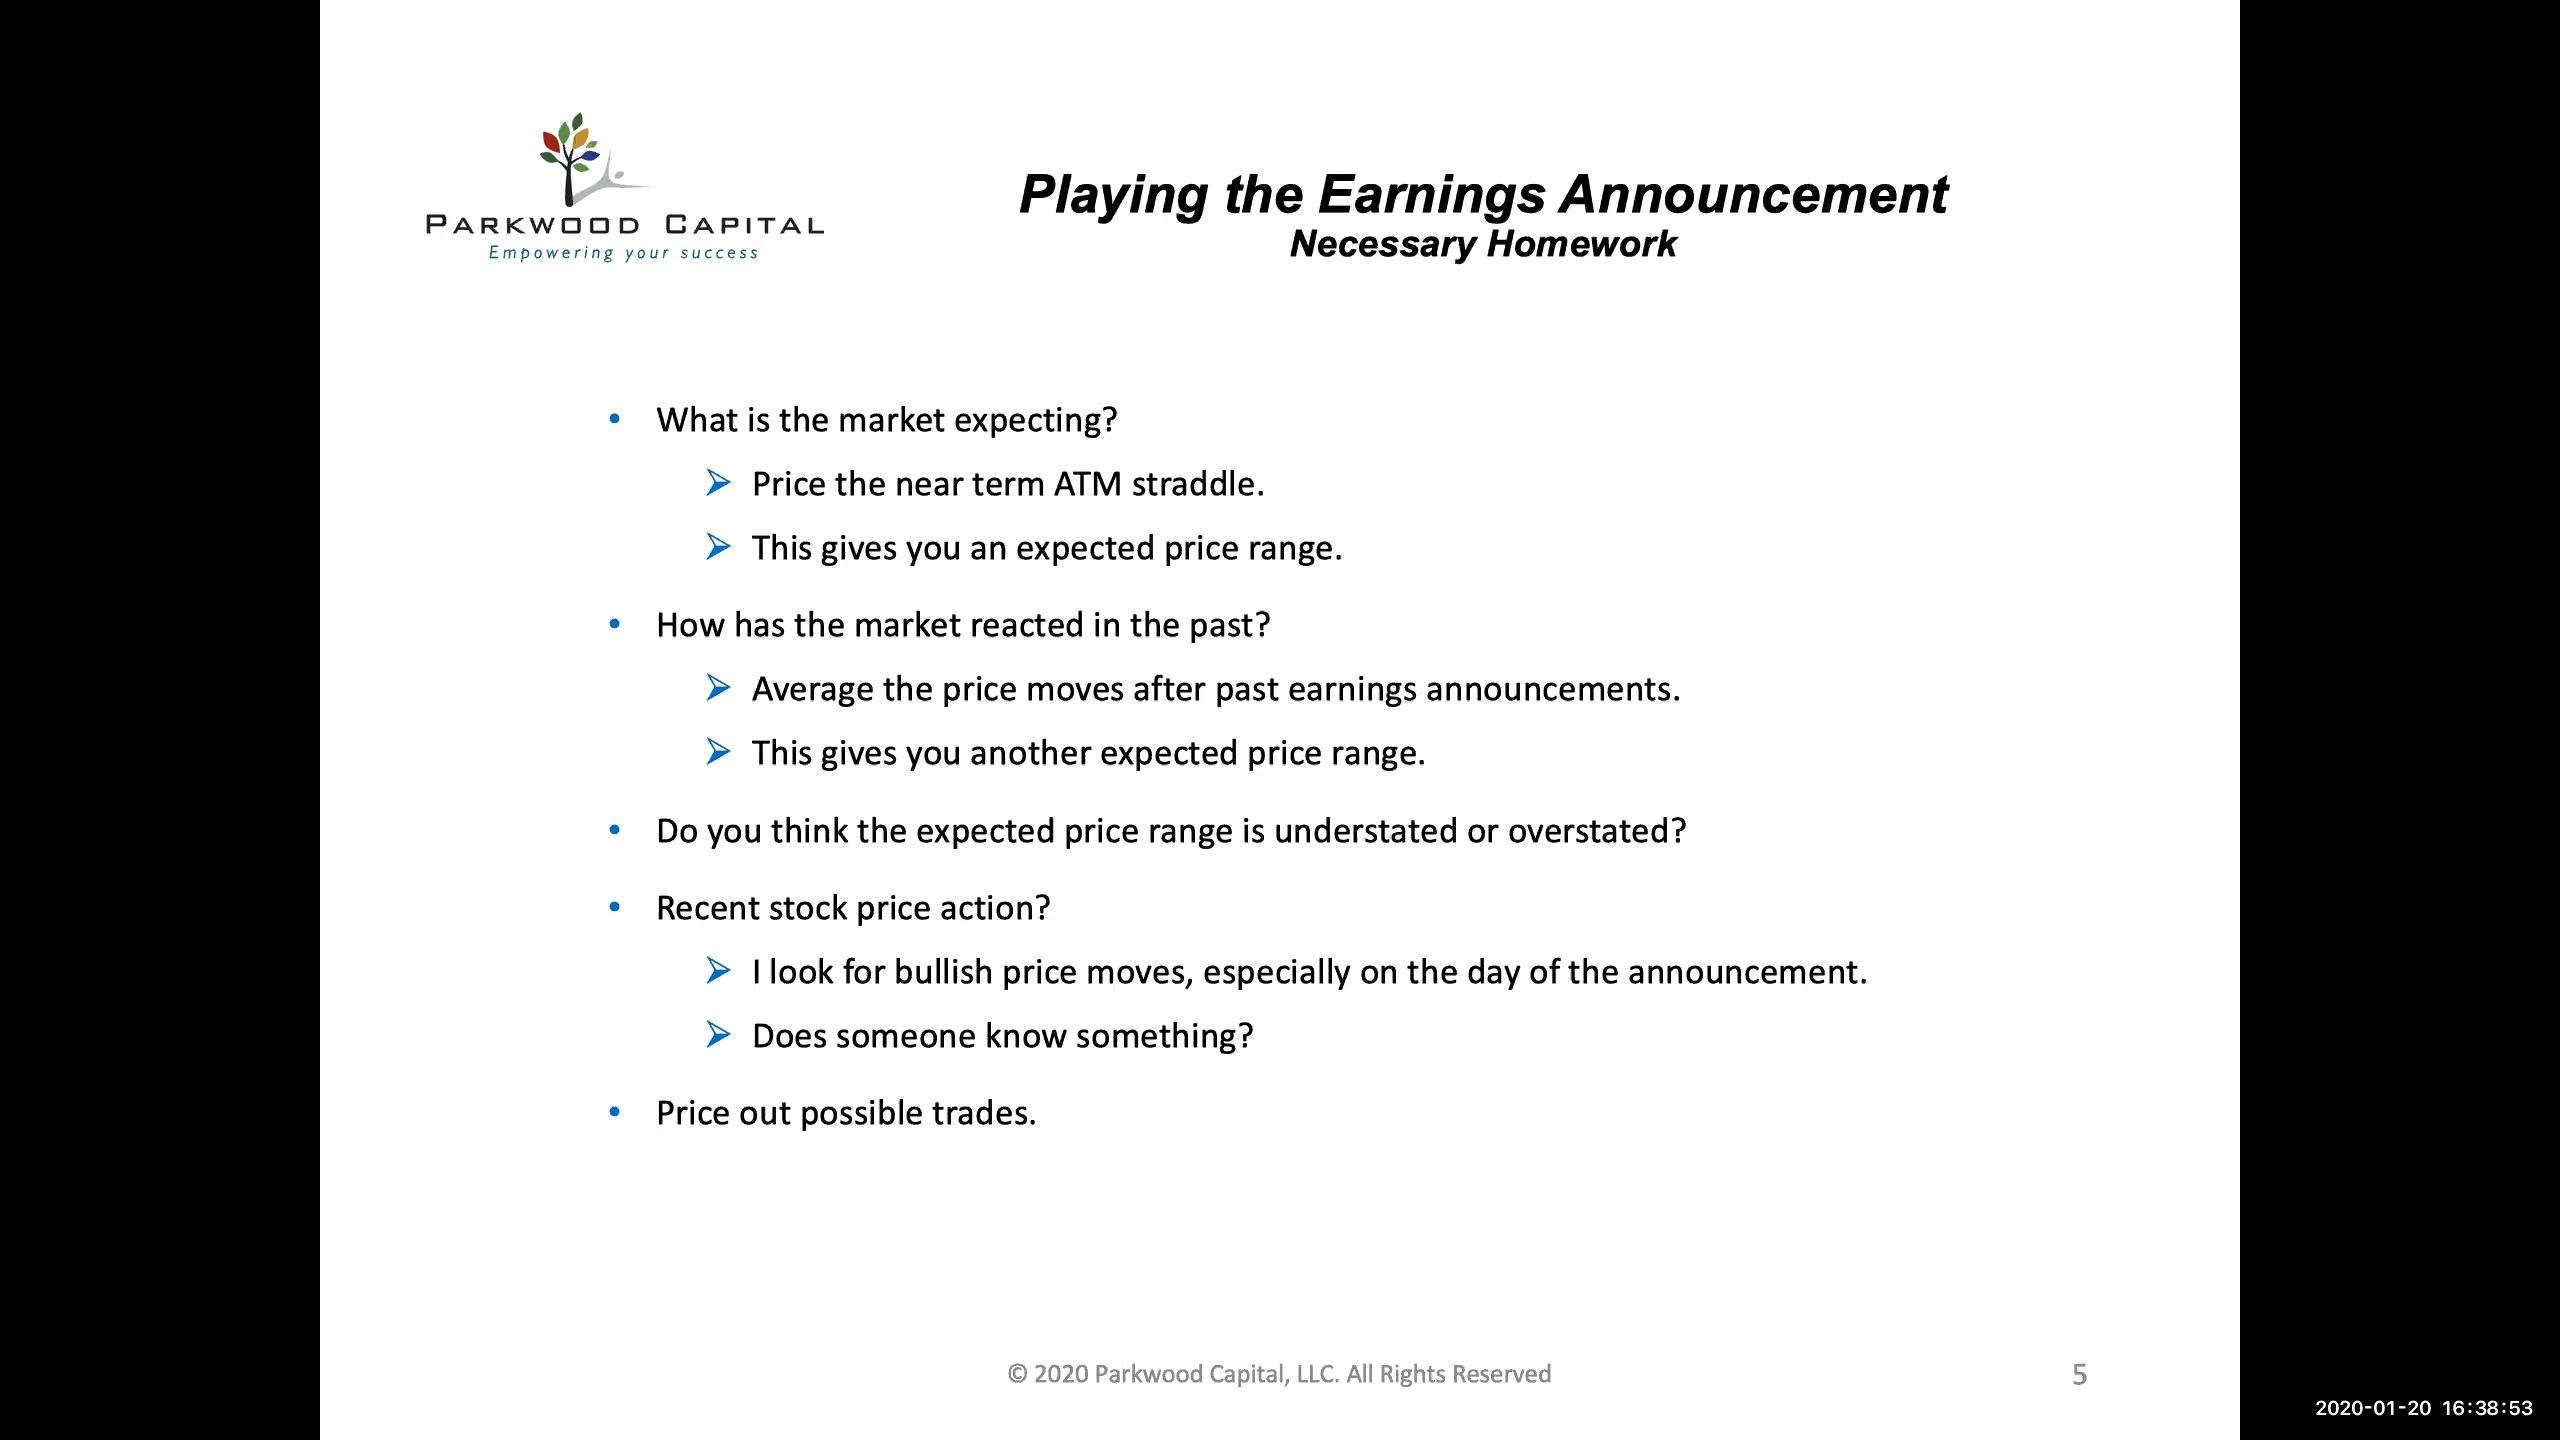 PARKWOOD CAPITAL
Empowering your success
Playing the Earnings Announcement
Necessary Homework
• What is the market expecting?
➢ Price the near term ATM straddle.
➢ This gives you an expected price range.
• How has the market reacted in the past?
➢ Average the price moves after past earnings announcements.
➢ This gives you another expected price range.
• Do you think the expected price range is understated or overstated?
• Recent stock price action?
➢ I look for bullish price moves, especially on the day of the announcement.
➢ Does someone know something?
• Price out possible trades.
© 2020 Parkwood Capital, LLC. All Rights Reserved
5
2020-01-20 16:38:53